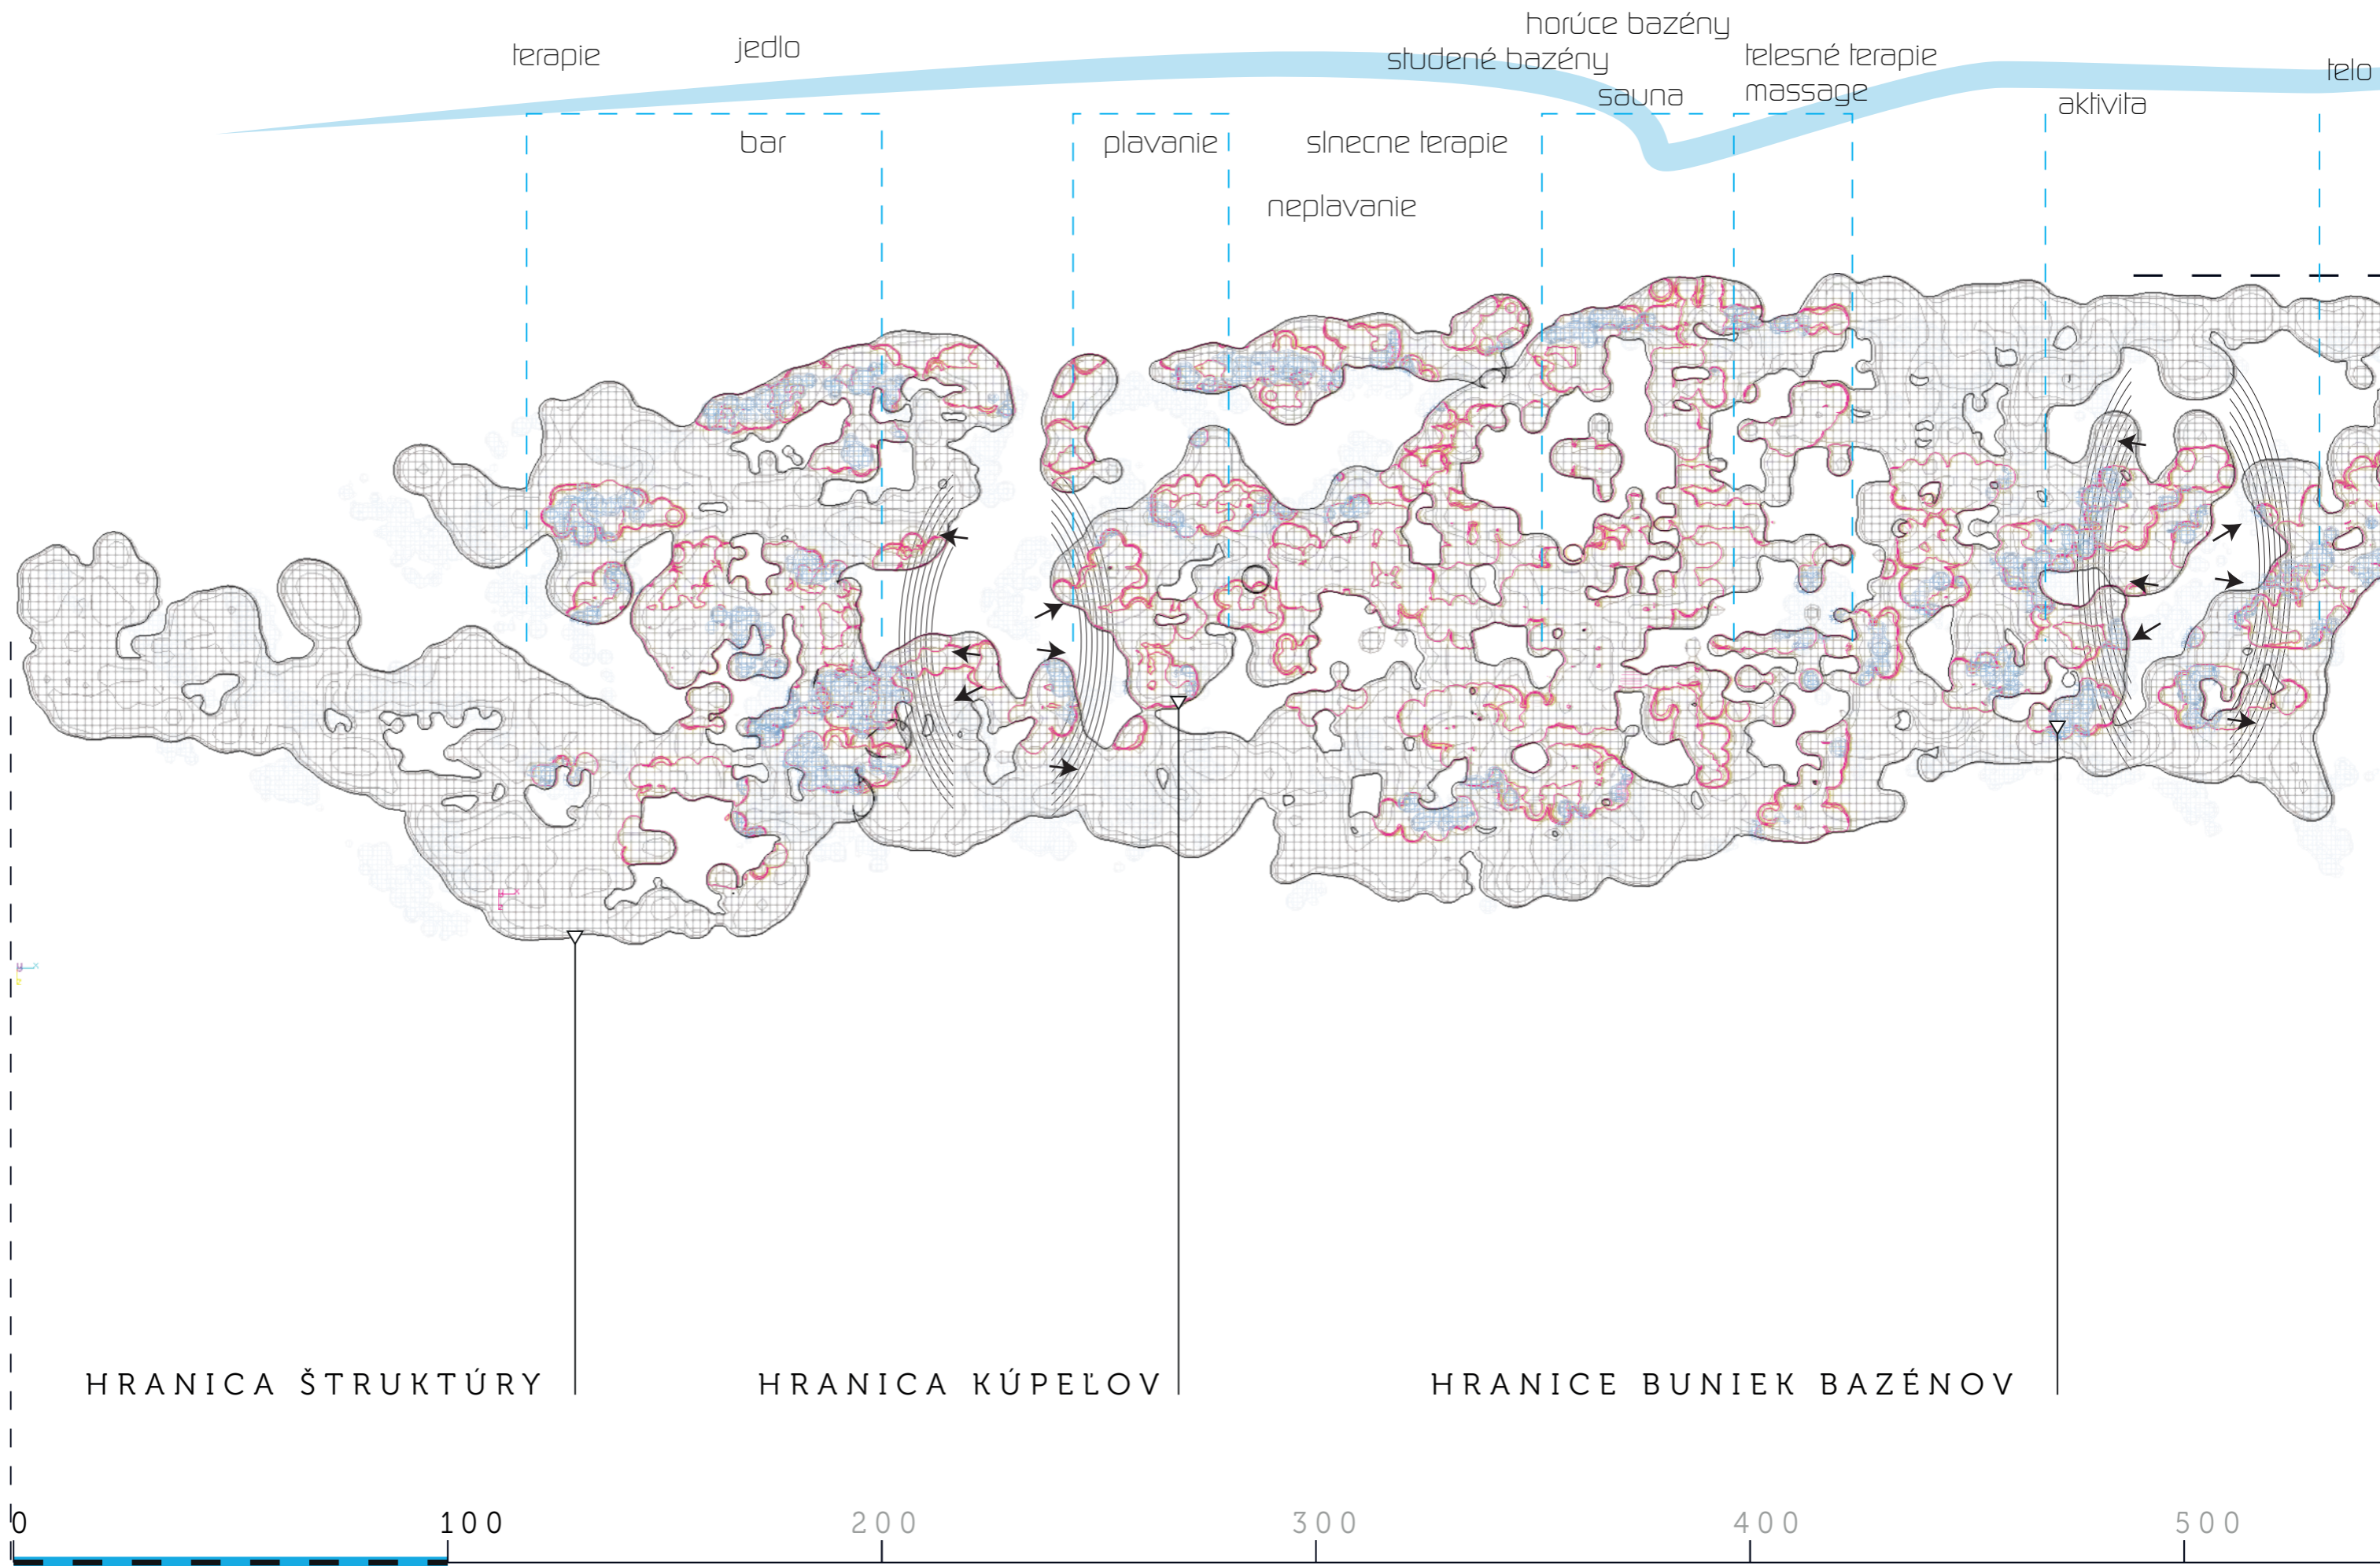 horúce bazény
terapie
jedlo
studené bazény
telesné terapie
massage
telo
sauna
aktivita
bar
plavanie
slnecne terapie
neplavanie
HRANICA ŠTRUKTÚRY
HRANICA KÚPEĽOV
HRANICE BUNIEK BAZÉNOV
0
100
200
300
400
500